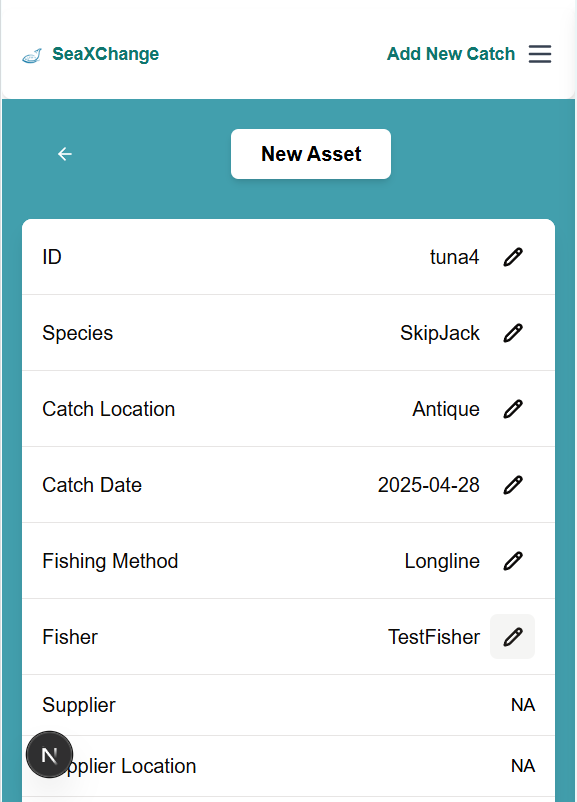 SeaXChange Add New Catch
New Asset
ID tuna4
Species SkipJack
Catch Location Antique
Catch Date 2025-04-28
Fishing Method Longline
Fisher TestFisher
Supplier NA
N pplier Location NA